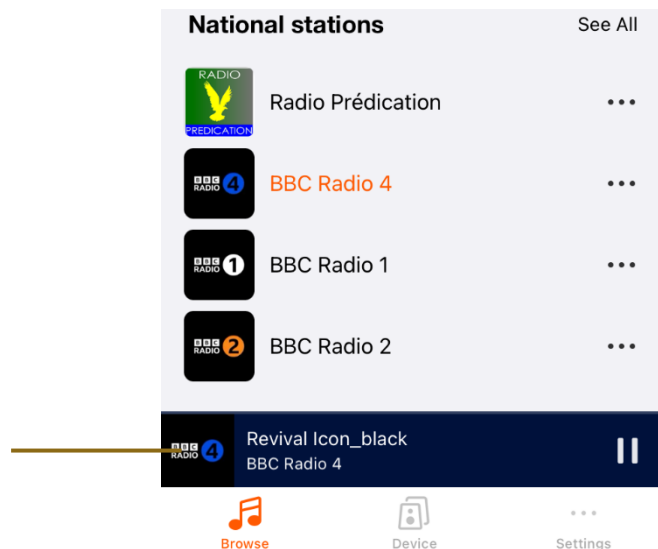 National stations See All
RADIO
PREDICATION
Radio Prédication
BBC
RADIO 4
BBC Radio 4
BBC
RADIO 1
BBC Radio 1
BBC
RADIO 2
BBC Radio 2
BBC
RADIO 4
Revival Icon_black
BBC Radio 4
Browse Device Settings